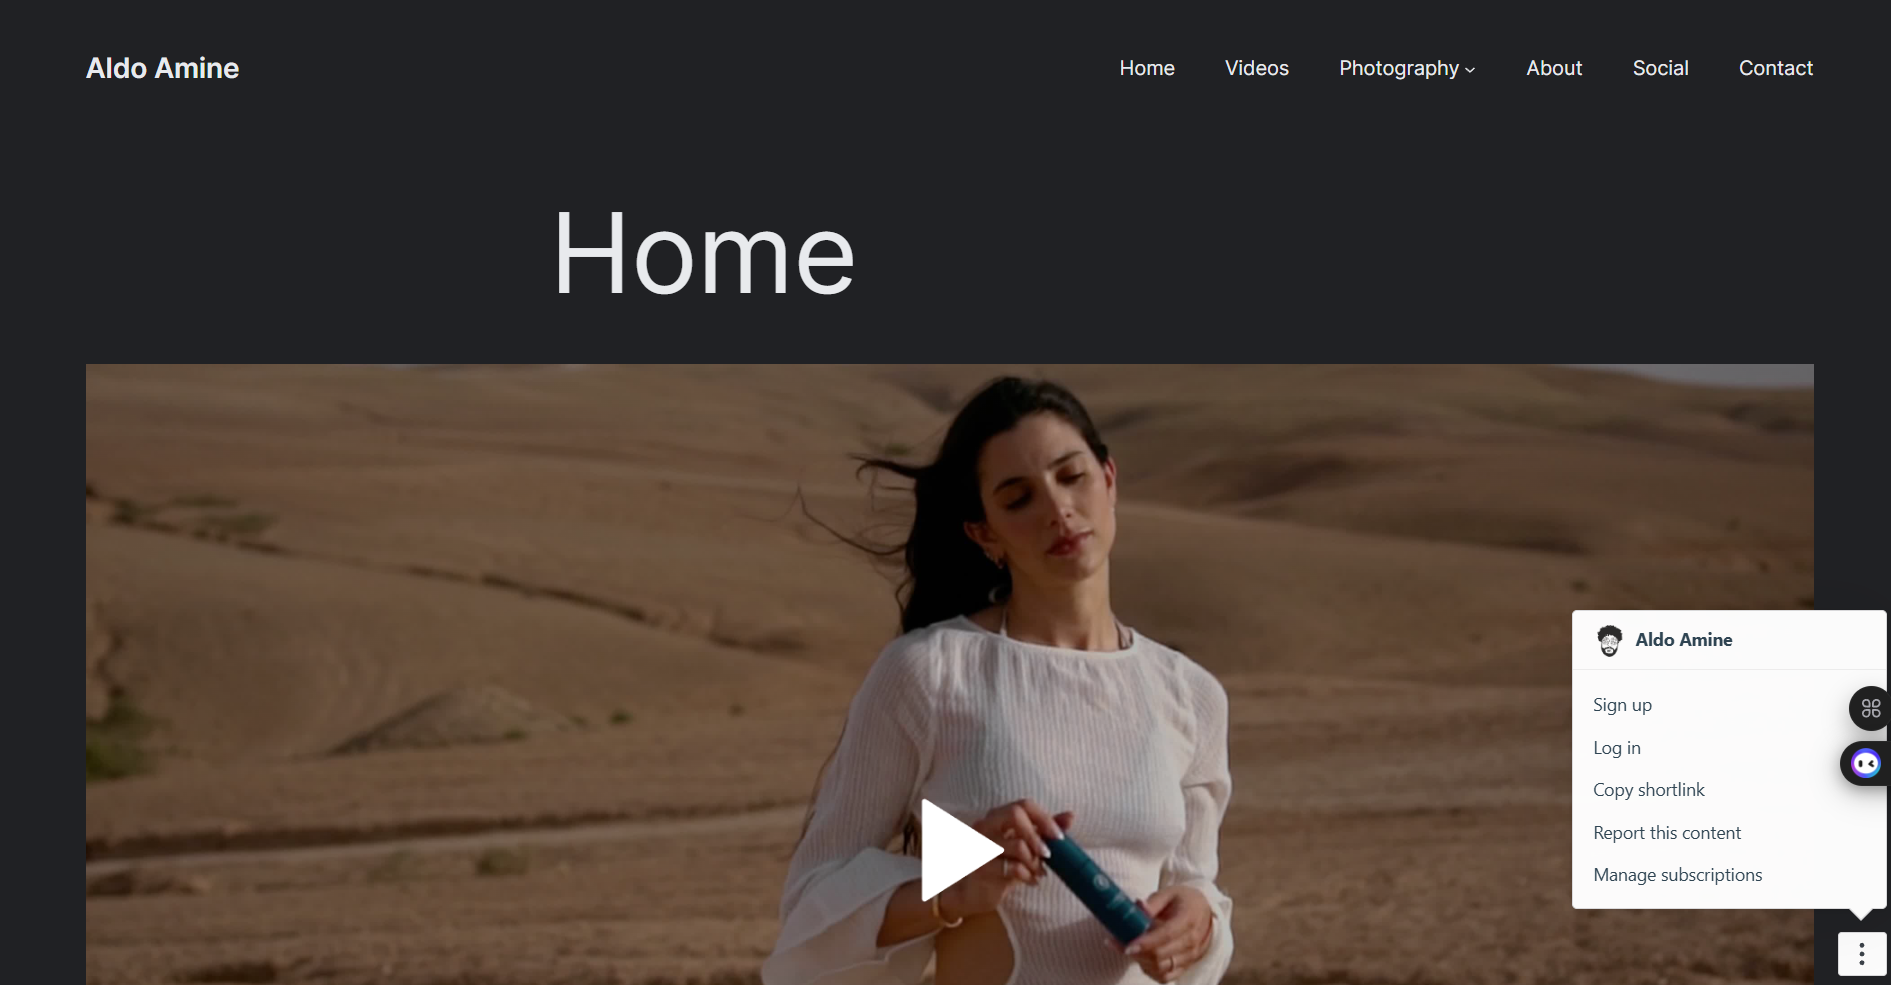 Aldo Amine
Home Videos Photography About Social Contact
Home
Aldo Amine
Sign up
Log in
Copy shortlink
Report this content
Manage subscriptions